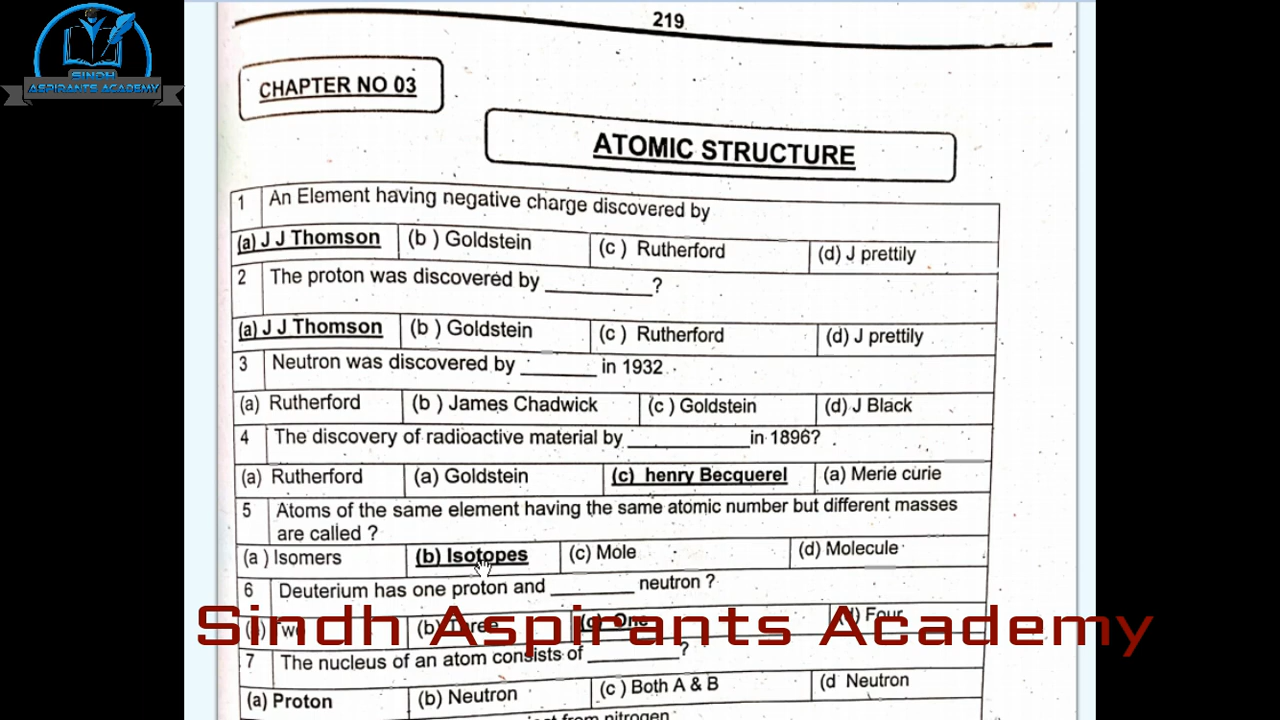 SINDH
ASPIRANTS ACADEMY
219
CHAPTER NO 03
ATOMIC STRUCTURE
1 An Element having negative charge discovered by
(a) J J Thomson (b ) Goldstein (c ) Rutherford (d) J prettily
2 The proton was discovered by __________?
(a) J J Thomson (b ) Goldstein (c ) Rutherford (d) J prettily
3 Neutron was discovered by _______ in 1932
(a) Rutherford (b ) James Chadwick (c ) Goldstein (d) J Black
4 The discovery of radioactive material by ___________in 1896?
(a) Rutherford (a) Goldstein (c) henry Becquerel (a) Merie curie
5 Atoms of the same element having the same atomic number but different masses
are called ?
(a ) Isomers (b) Isotopes (c) Mole (d) Molecule
6 Deuterium has one proton and ________ neutron ?
(b) Three (c) One (d) Four
Sindh Aspirants Academy
7 The nucleus of an atom consists of ________?
(a) Proton (b) Neutron (c ) Both A & B (d Neutron
from nitrogen